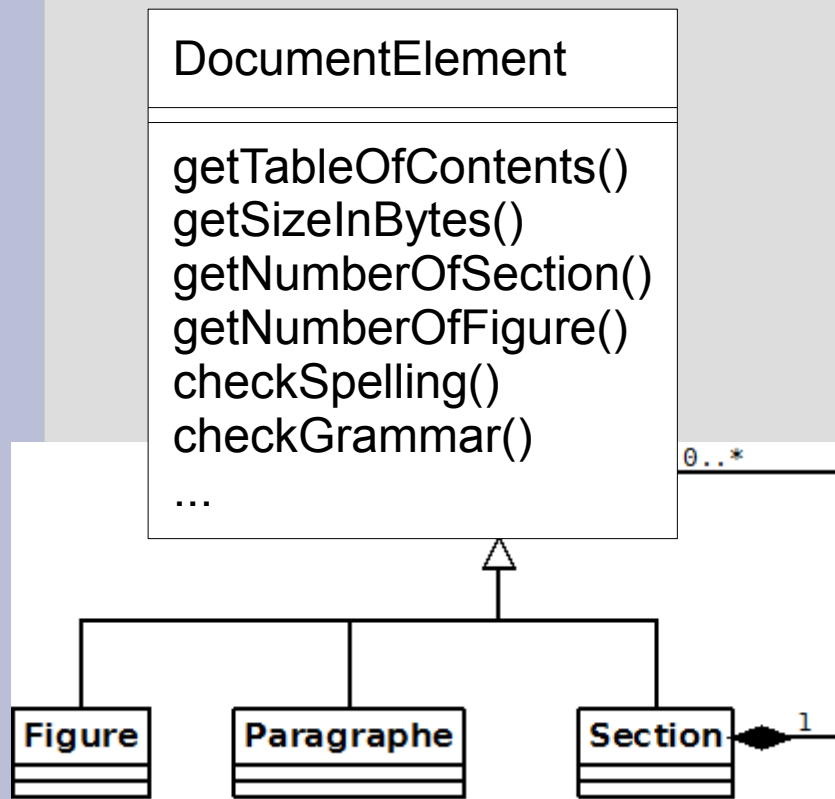 DocumentElement
getTableOfContents()
getSizeInBytes()
getNumberOfSection()
getNumberOfFigure()
checkSpelling()
checkGrammar()
...
0..*
Figure
Paragraphe
Section
1